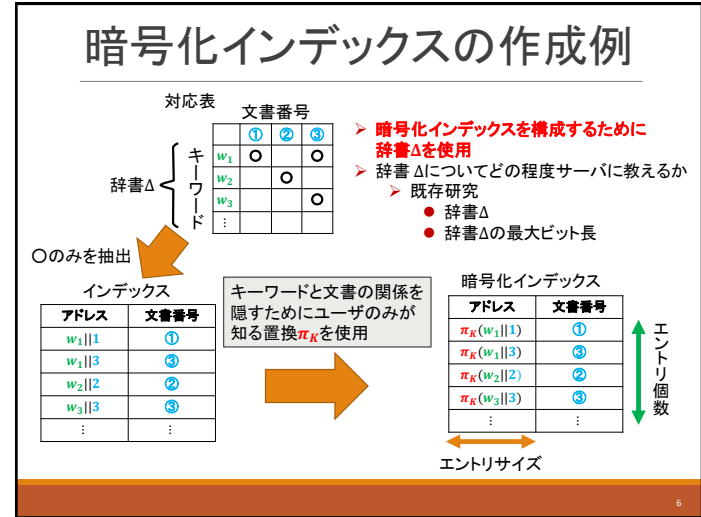 暗号化インデックスの作成例
対応表
文書番号
① ② ③
キーワード
w₁ O O
w₂ O
w₃ O
⋮
辞書Δ
➢ 暗号化インデックスを構成するために
辞書Δを使用
➢ 辞書 Δについてどの程度サーバに教えるか
➢ 既存研究
● 辞書Δ
● 辞書Δの最大ビット長
〇のみを抽出
インデックス
アドレス 文書番号
w₁||1 ①
w₁||3 ③
w₂||2 ②
w₃||3 ③
⋮ ⋮
キーワードと文書の関係を
隠すためにユーザのみが
知る置換π_Kを使用
暗号化インデックス
アドレス 文書番号
π_K(w₁||1) ①
π_K(w₁||3) ③
π_K(w₂||2) ②
π_K(w₃||3) ③
⋮ ⋮
エントリ個数
エントリサイズ
6